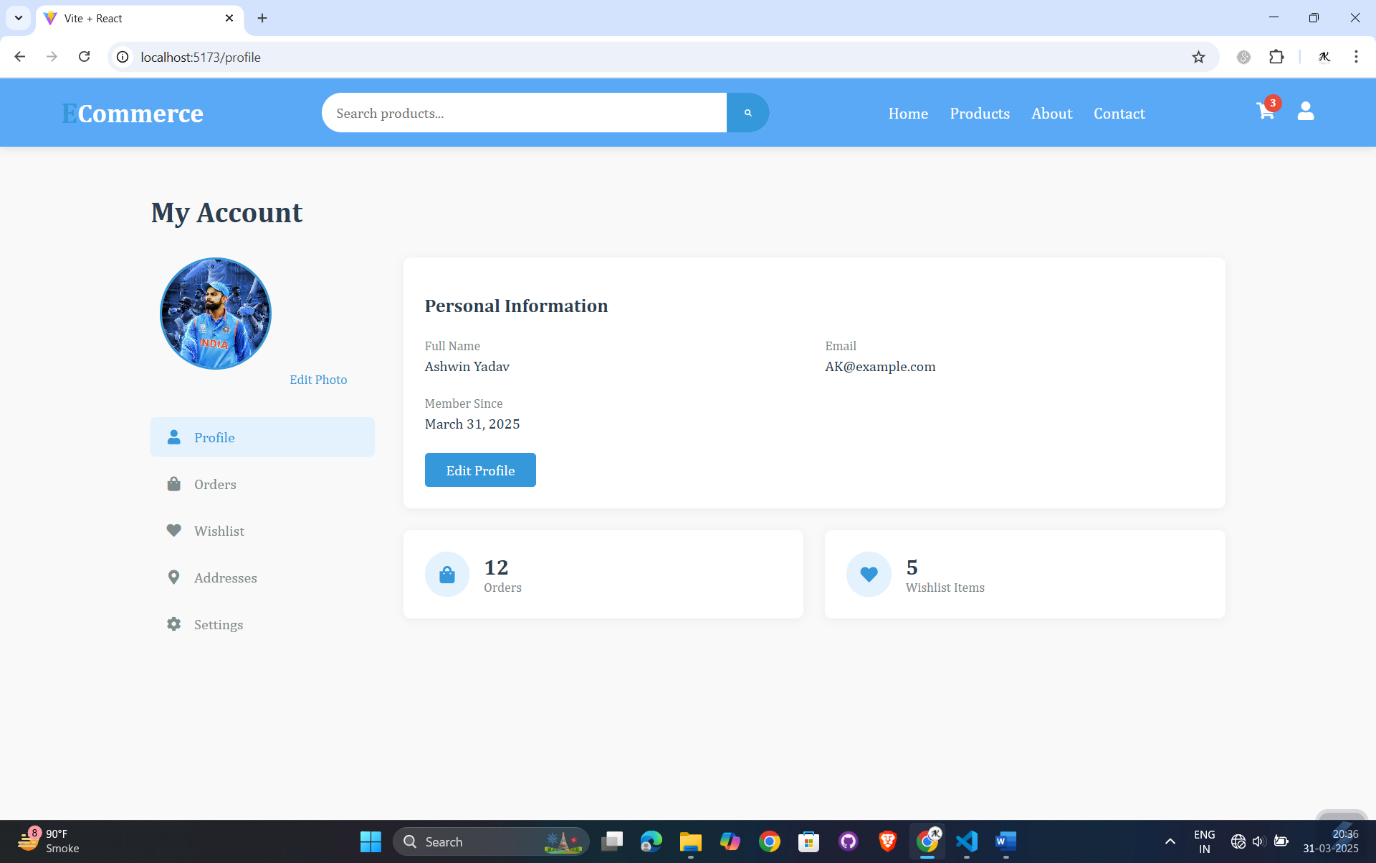 Vite + React
localhost:5173/profile
ECommerce
Search products...
Home Products About Contact
3
My Account
INDIA
Edit Photo
Profile
Orders
Wishlist
Addresses
Settings
Personal Information
Full Name
Ashwin Yadav
Email
AK@example.com
Member Since
March 31, 2025
Edit Profile
12
Orders
5
Wishlist Items
8
90°F
Smoke
Search
ENG
IN
20:36
31-03-2025